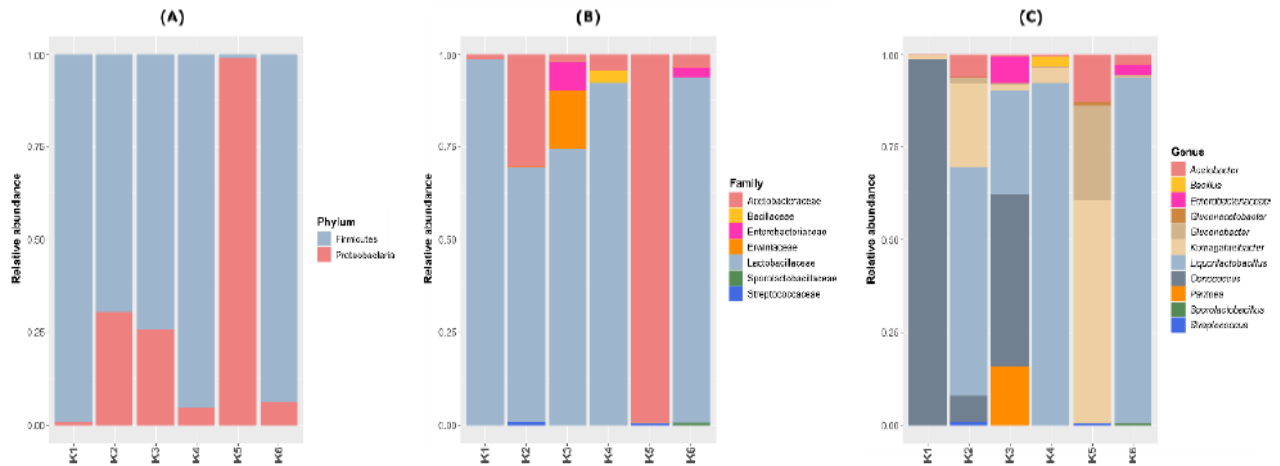 (A)
(B)
(C)
Relative abundance
1.00
0.75
0.50
0.25
0.00
K1
K2
K3
K4
K5
K6
Phylum
Firmicutes
Proteobacteria
Relative abundance
1.00
0.75
0.50
0.25
0.00
K1
K2
K3
K4
K5
K6
Family
Acetobacteraceae
Bacillaceae
Enterobacteriaceae
Erwiniaceae
Lactobacillaceae
Sporolactobacillaceae
Streptococcaceae
Relative abundance
1.00
0.75
0.50
0.25
0.00
K1
K2
K3
K4
K5
K6
Genus
Acetobacter
Bacillus
Enterobacteriaceae
Gluconacetobacter
Gluconobacter
Komagataeibacter
Liquorilactobacillus
Oenococcus
Pantoea
Sporolactobacillus
Streptococcus